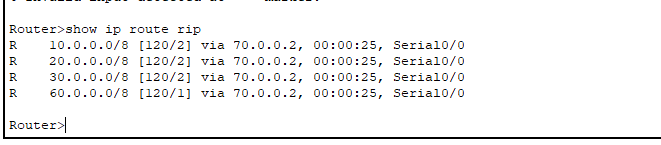 Router>show ip route rip
R    10.0.0.0/8 [120/2] via 70.0.0.2, 00:00:25, Serial0/0
R    20.0.0.0/8 [120/2] via 70.0.0.2, 00:00:25, Serial0/0
R    30.0.0.0/8 [120/2] via 70.0.0.2, 00:00:25, Serial0/0
R    60.0.0.0/8 [120/1] via 70.0.0.2, 00:00:25, Serial0/0
Router>